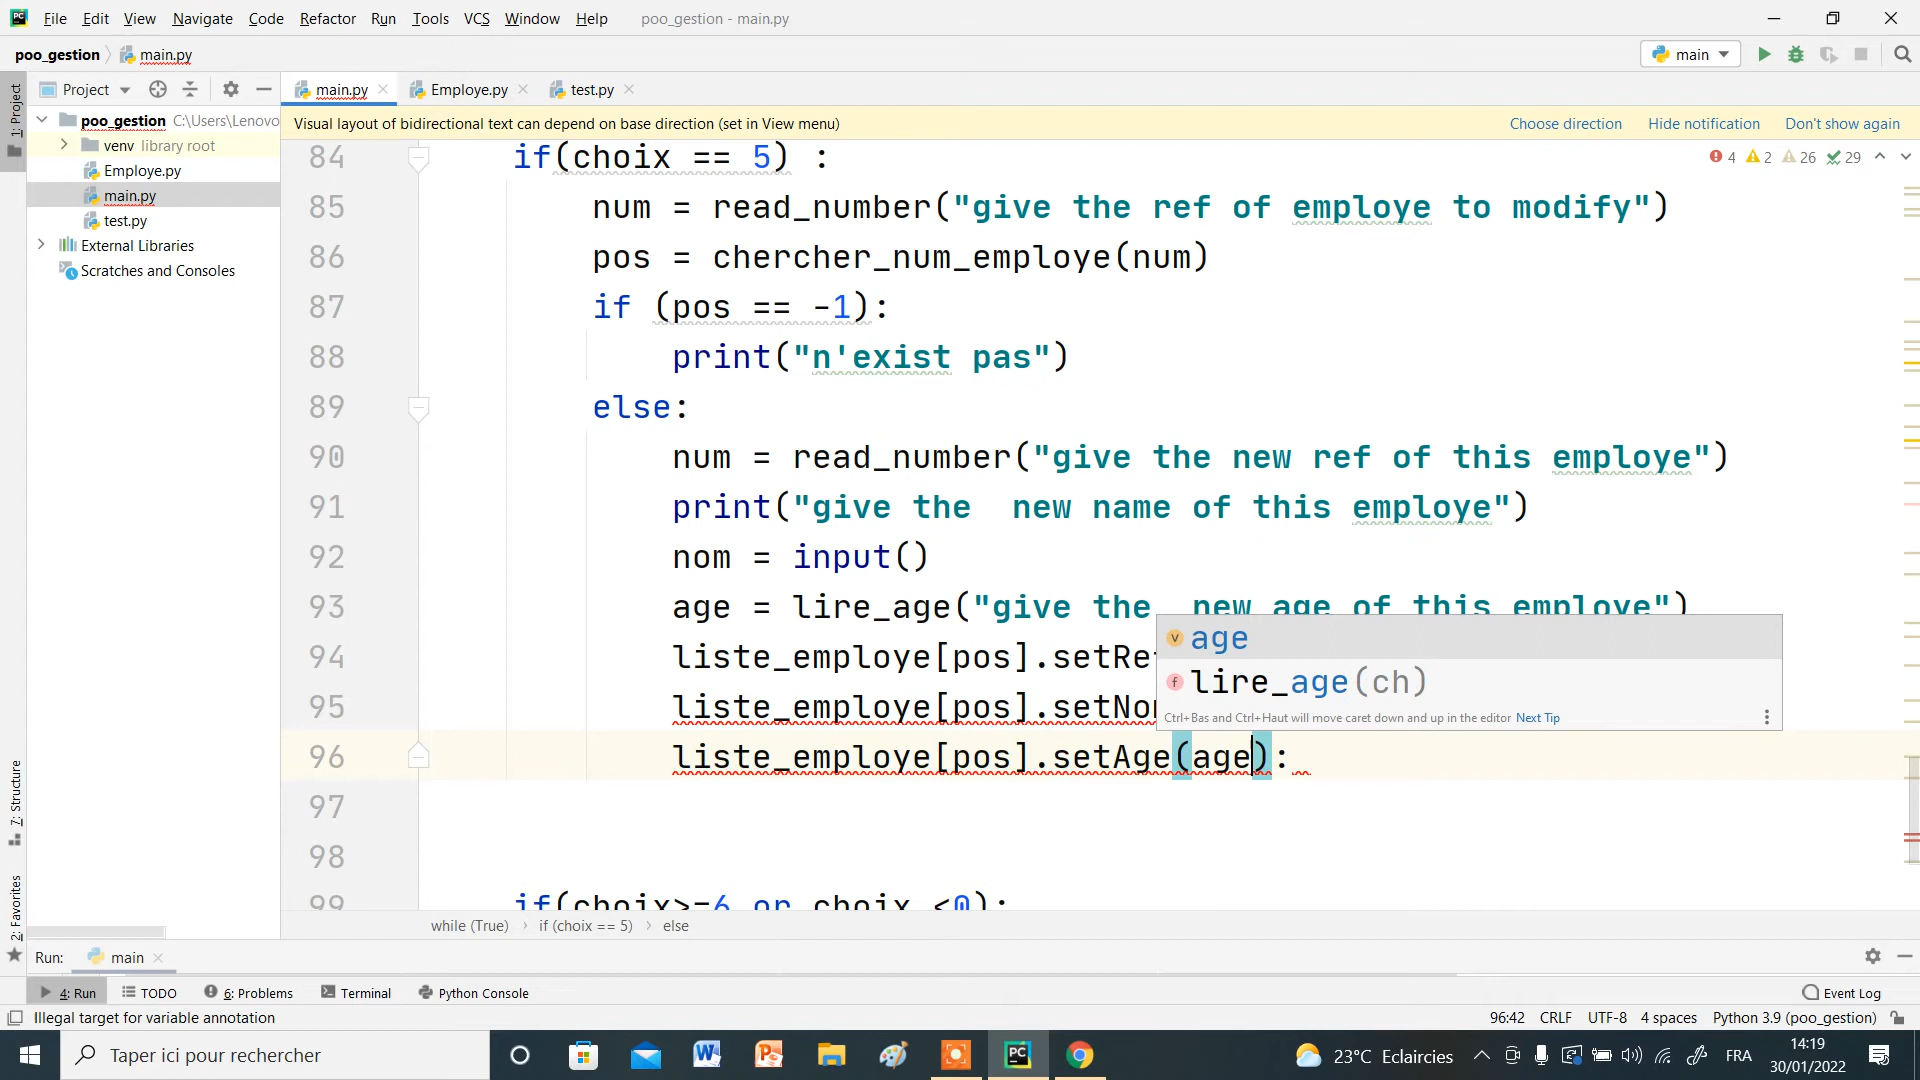 File Edit View Navigate Code Refactor Run Tools VCS Window Help poo_gestion - main.py
poo_gestion main.py main
Project main.py Employe.py test.py
1: Project
poo_gestion C:\Users\Lenovo
venv library root
Employe.py
main.py
test.py
External Libraries
Scratches and Consoles
Visual layout of bidirectional text can depend on base direction (set in View menu) Choose direction Hide notification Don't show again
4 2 26 29
84 if(choix == 5) :
85 num = read_number("give the ref of employe to modify")
86 pos = chercher_num_employe(num)
87 if (pos == -1):
88 print("n'exist pas")
89 else:
90 num = read_number("give the new ref of this employe")
91 print("give the  new name of this employe")
92 nom = input()
93 age = lire_age("give the  new age of this employe")
94 liste_employe[pos].setRe
95 liste_employe[pos].setNo
96 liste_employe[pos].setAge(age):
97
98
99 if(choix>=6 or choix <0):
age
lire_age(ch)
Ctrl+Bas and Ctrl+Haut will move caret down and up in the editor Next Tip
while (True) if (choix == 5) else
7: Structure
2: Favorites
Run: main
4: Run TODO 6: Problems Terminal Python Console Event Log
Illegal target for variable annotation 96:42 CRLF UTF-8 4 spaces Python 3.9 (poo_gestion)
Taper ici pour rechercher 23°C Eclaircies FRA 14:19
30/01/2022